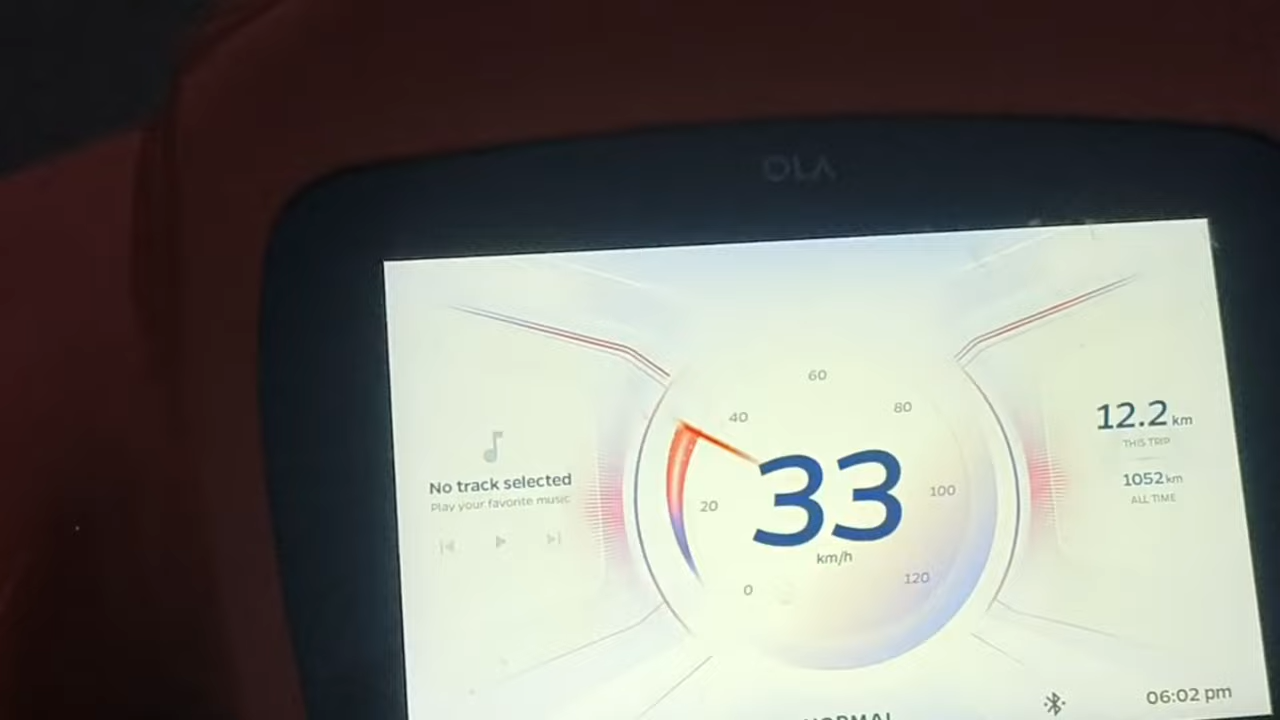 OLA
60
40
80
20
100
0
120
33
km/h
No track selected
Play your favorite music
12.2 km
THIS TRIP
1052 km
ALL TIME
NORMAL
06:02 pm